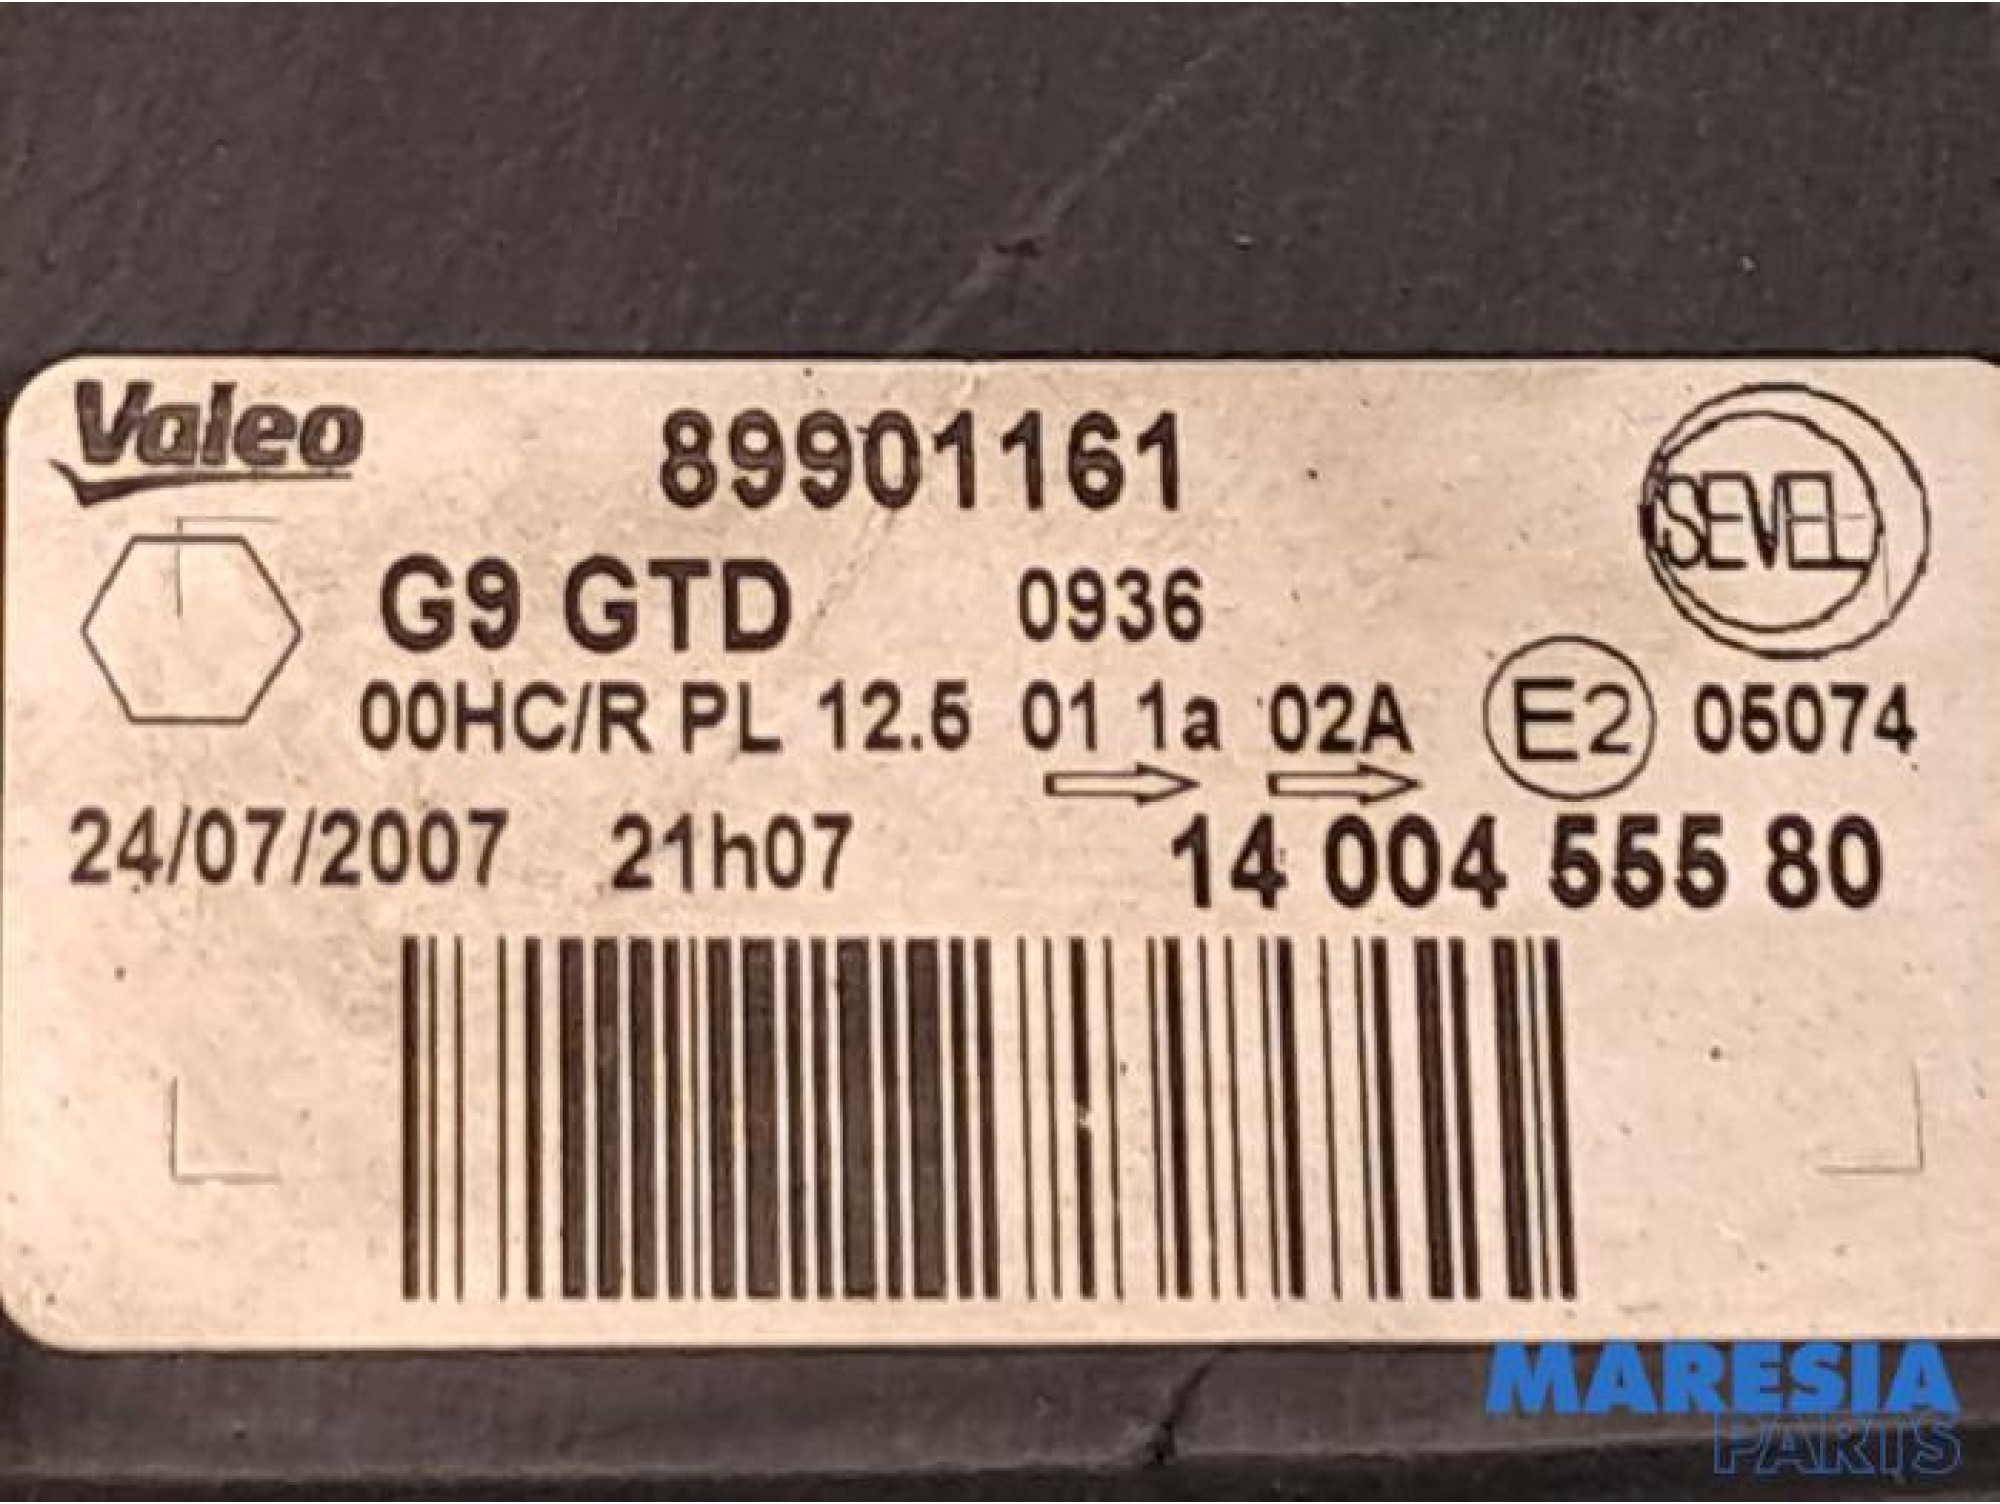 Valeo
89901161
SEVEL
G9 GTD 0936
00HC/R PL 12.5 01 1a 02A E2 05074
24/07/2007 21h07 14 004 555 80
MARESIA
PARTS